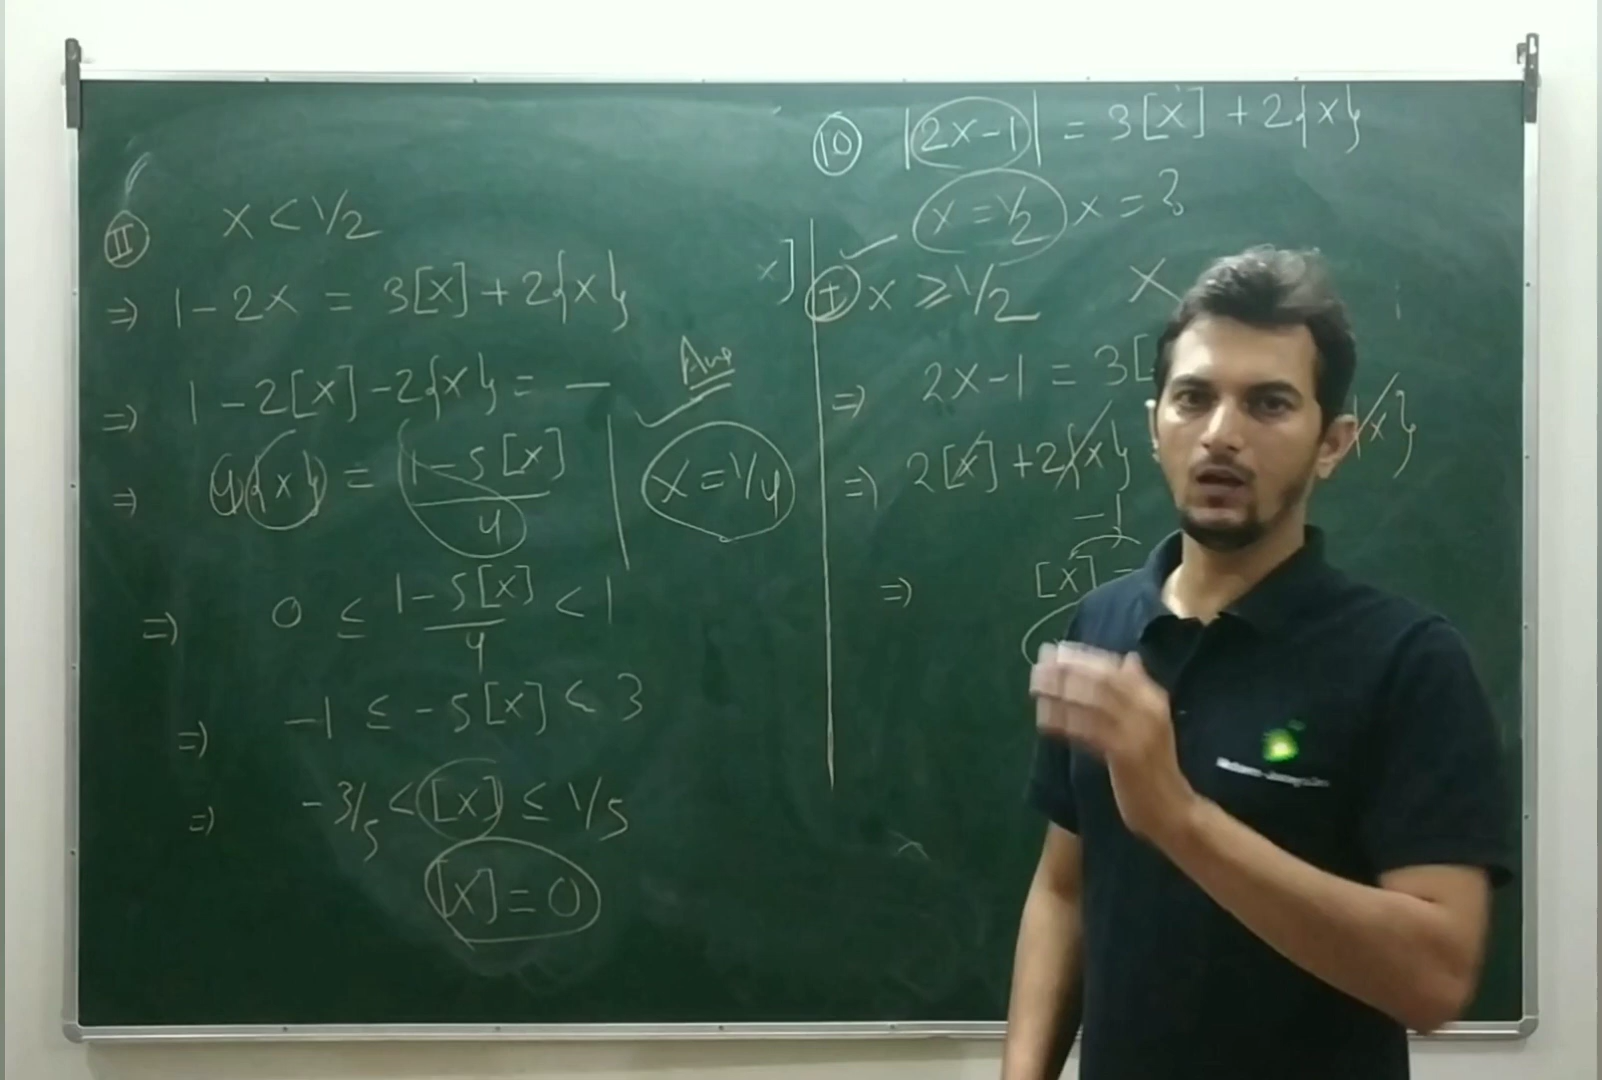 10 |2x-1| = 3[x] + 2{x}
x = 1/2 x = ?
I x ≥ 1/2 x
⇒ 2x-1 = 3[
⇒ 2[x] + 2{x} x}
-1
⇒ [x] =
II x < 1/2
⇒ 1-2x = 3[x] + 2{x} x]
⇒ 1-2[x]-2{x} = — Ans
⇒ 4{x} = 1-5[x]/4 x = 1/4
⇒ 0 ≤ 1-5[x]/4 < 1
⇒ -1 ≤ -5[x] < 3
⇒ -3/5 < [x] ≤ 1/5
[x] = 0